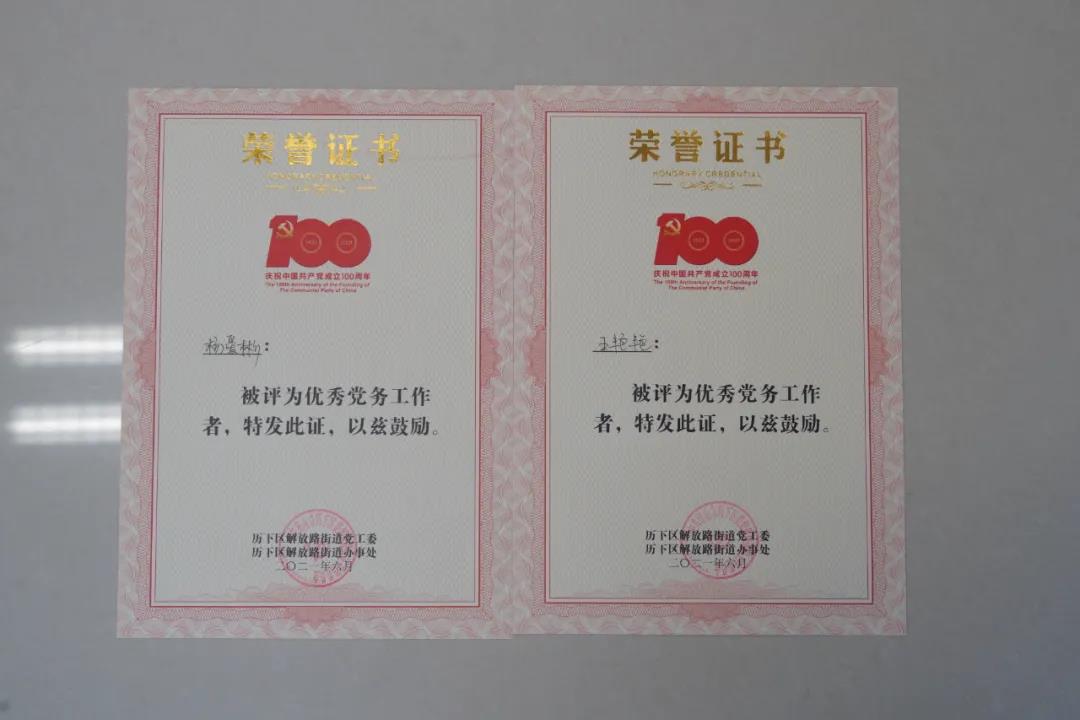 荣誉证书
HONORARY CREDENTIAL
100
庆祝中国共产党成立100周年
The 100th Anniversary of the Founding of
The Communist Party of China
杨爱彬：
被评为优秀党务工作
者，特发此证，以兹鼓励。
历下区解放路街道党工委
历下区解放路街道办事处
二〇二一年六月
荣誉证书
HONORARY CREDENTIAL
100
庆祝中国共产党成立100周年
The 100th Anniversary of the Founding of
The Communist Party of China
王艳艳：
被评为优秀党务工作
者，特发此证，以兹鼓励。
历下区解放路街道党工委
历下区解放路街道办事处
二〇二一年六月